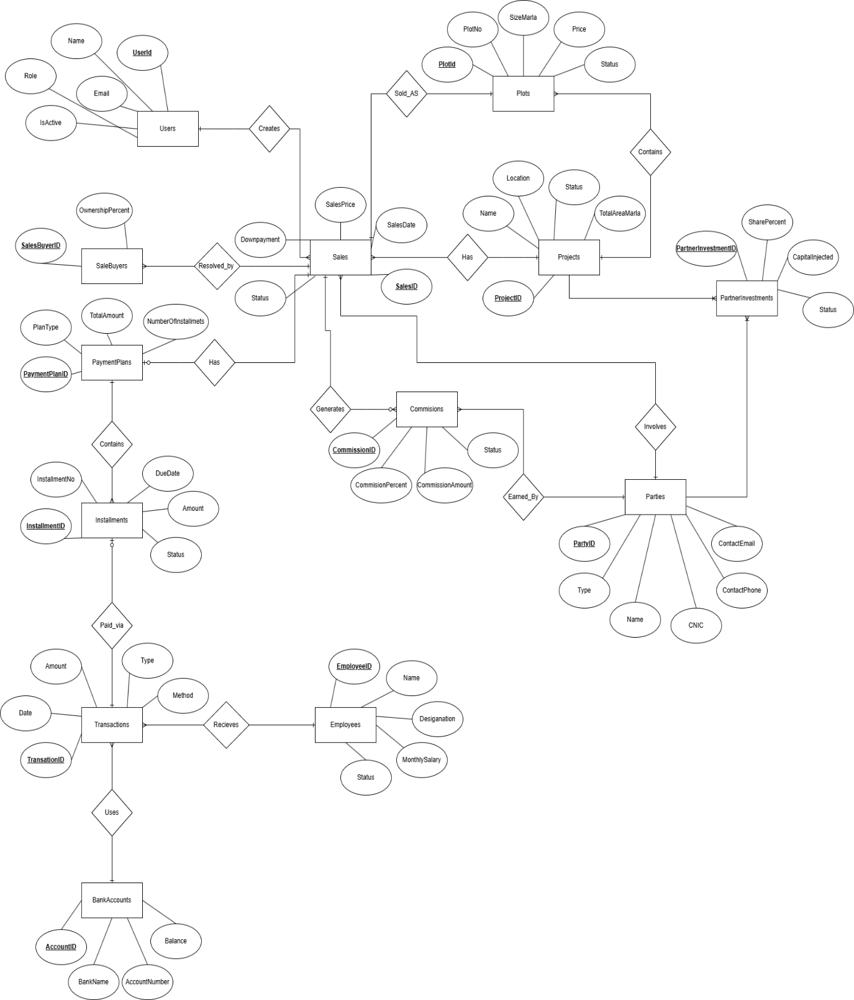 SizeMarla
PlotNo
Price
Name
UserId
PlotId
Status
Role
Email
Sold_AS
Plots
IsActive
Users
Creates
Contains
Location
Status
SalesPrice
OwnershipPercent
Name
TotalAreaMarla
SharePercent
SalesDate
Downpayment
SalesBuyerID
PartnerInvestmentID
CapitalInjected
SaleBuyers
Resolved_by
Sales
Has
Projects
Status
SalesID
ProjectID
PartnerInvestments
Status
TotalAmount
NumberOfInstallmets
PlanType
PaymentPlans
Has
PaymentPlanID
Generates
Commisions
Involves
Contains
CommissionID
Status
InstallmentNo
DueDate
CommisionPercent
CommissionAmount
Earned_By
Parties
Amount
Installments
InstallmentID
Status
PartyID
ContactEmail
Type
ContactPhone
Name
CNIC
Paid_via
Type
Amount
EmployeeID
Name
Method
Date
Transactions
Recieves
Employees
Desiganation
TransationID
MonthlySalary
Status
Uses
BankAccounts
Balance
AccountID
BankName
AccountNumber